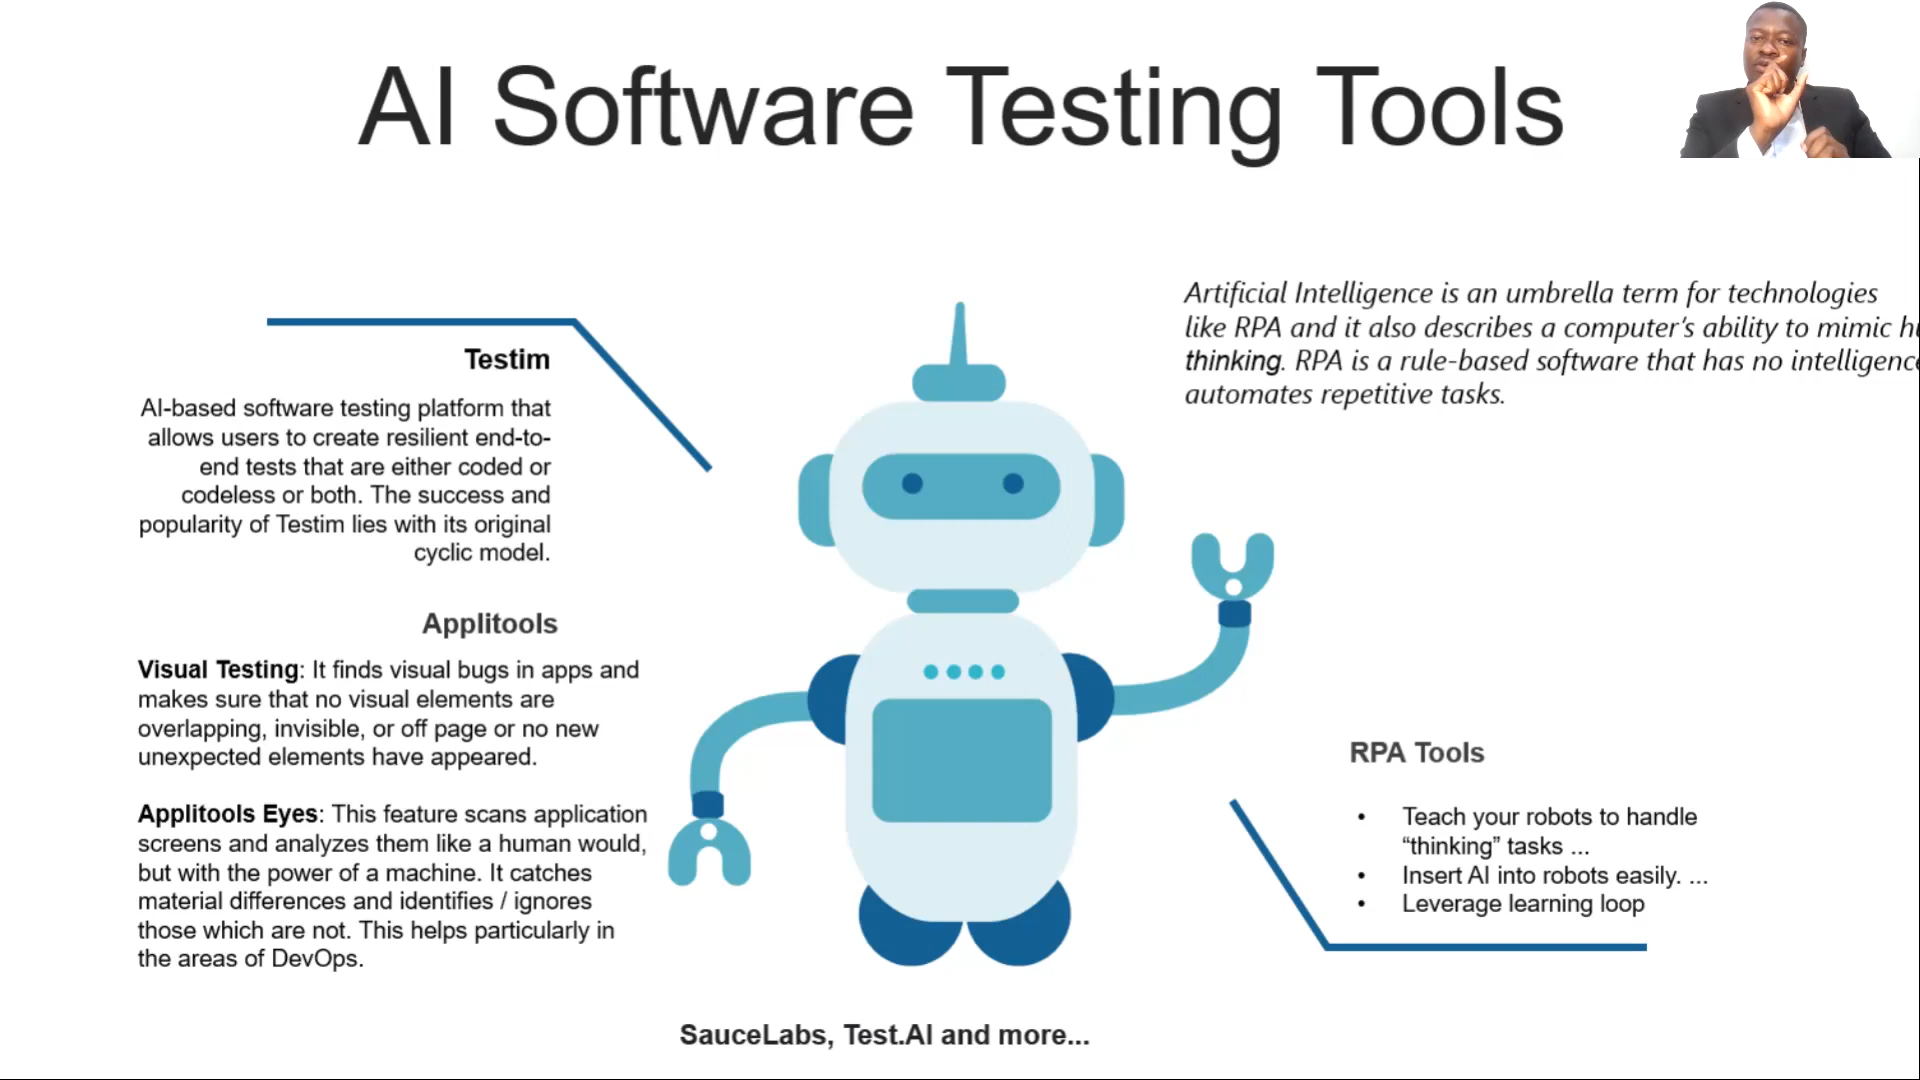 AI Software Testing Tools
Testim
AI-based software testing platform that
allows users to create resilient end-to-
end tests that are either coded or
codeless or both. The success and
popularity of Testim lies with its original
cyclic model.
Applitools
Visual Testing: It finds visual bugs in apps and
makes sure that no visual elements are
overlapping, invisible, or off page or no new
unexpected elements have appeared.
Applitools Eyes: This feature scans application
screens and analyzes them like a human would,
but with the power of a machine. It catches
material differences and identifies / ignores
those which are not. This helps particularly in
the areas of DevOps.
Artificial Intelligence is an umbrella term for technologies
like RPA and it also describes a computer's ability to mimic
thinking. RPA is a rule-based software that has no
automates repetitive tasks.
RPA Tools
• Teach your robots to handle
“thinking” tasks ...
• Insert AI into robots easily. ...
• Leverage learning loop
SauceLabs, Test.AI and more...